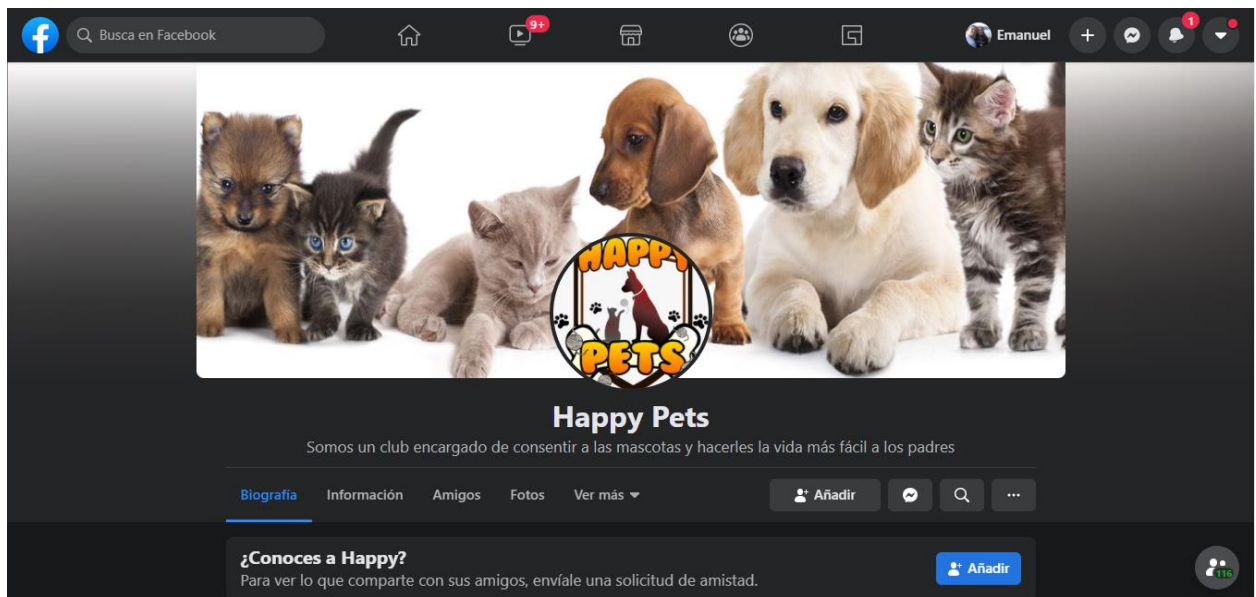 Busca en Facebook
9+
Emanuel
1
HAPPY
PETS
Happy Pets
Somos un club encargado de consentir a las mascotas y hacerles la vida más fácil a los padres
Biografía Información Amigos Fotos Ver más Añadir
¿Conoces a Happy?
Para ver lo que comparte con sus amigos, envíale una solicitud de amistad.
Añadir
116